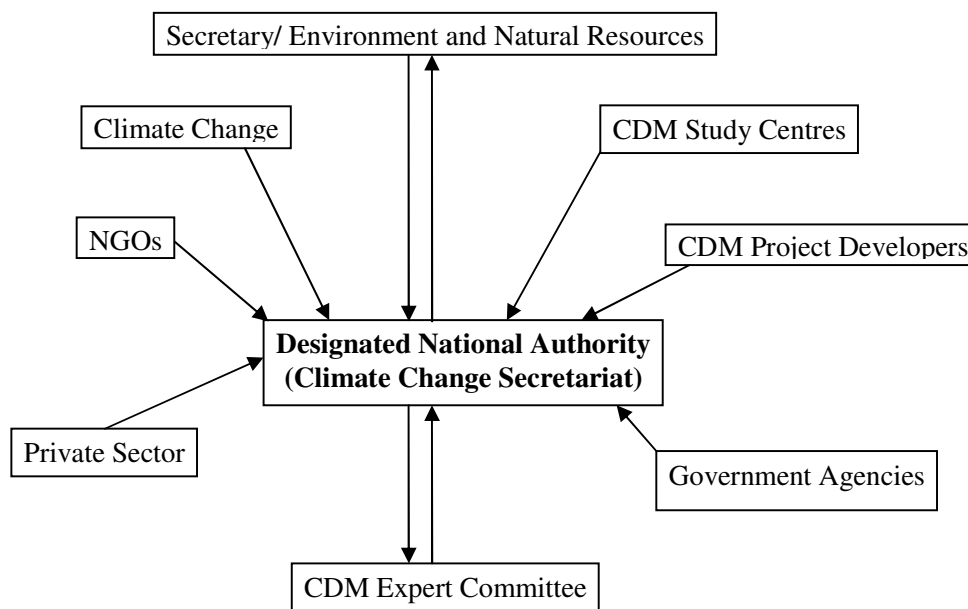 Secretary/ Environment and Natural Resources
Climate Change
CDM Study Centres
NGOs
CDM Project Developers
Designated National Authority
(Climate Change Secretariat)
Private Sector
Government Agencies
CDM Expert Committee